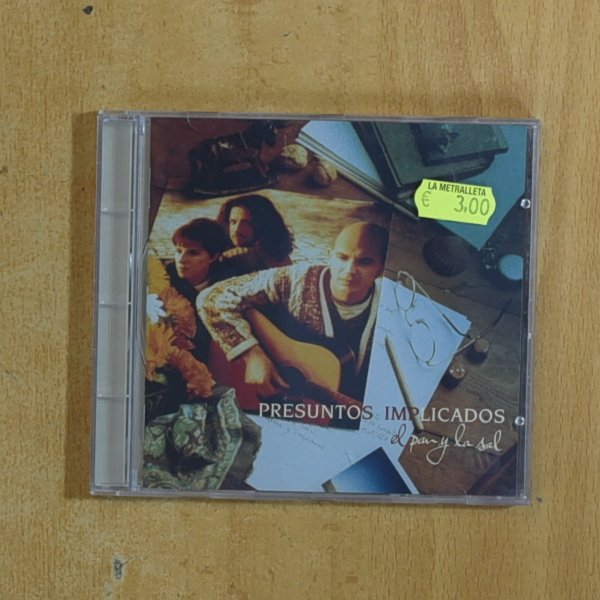 LA METRALLETA
€ 3,00
PRESUNTOS IMPLICADOS
el pan y la sal